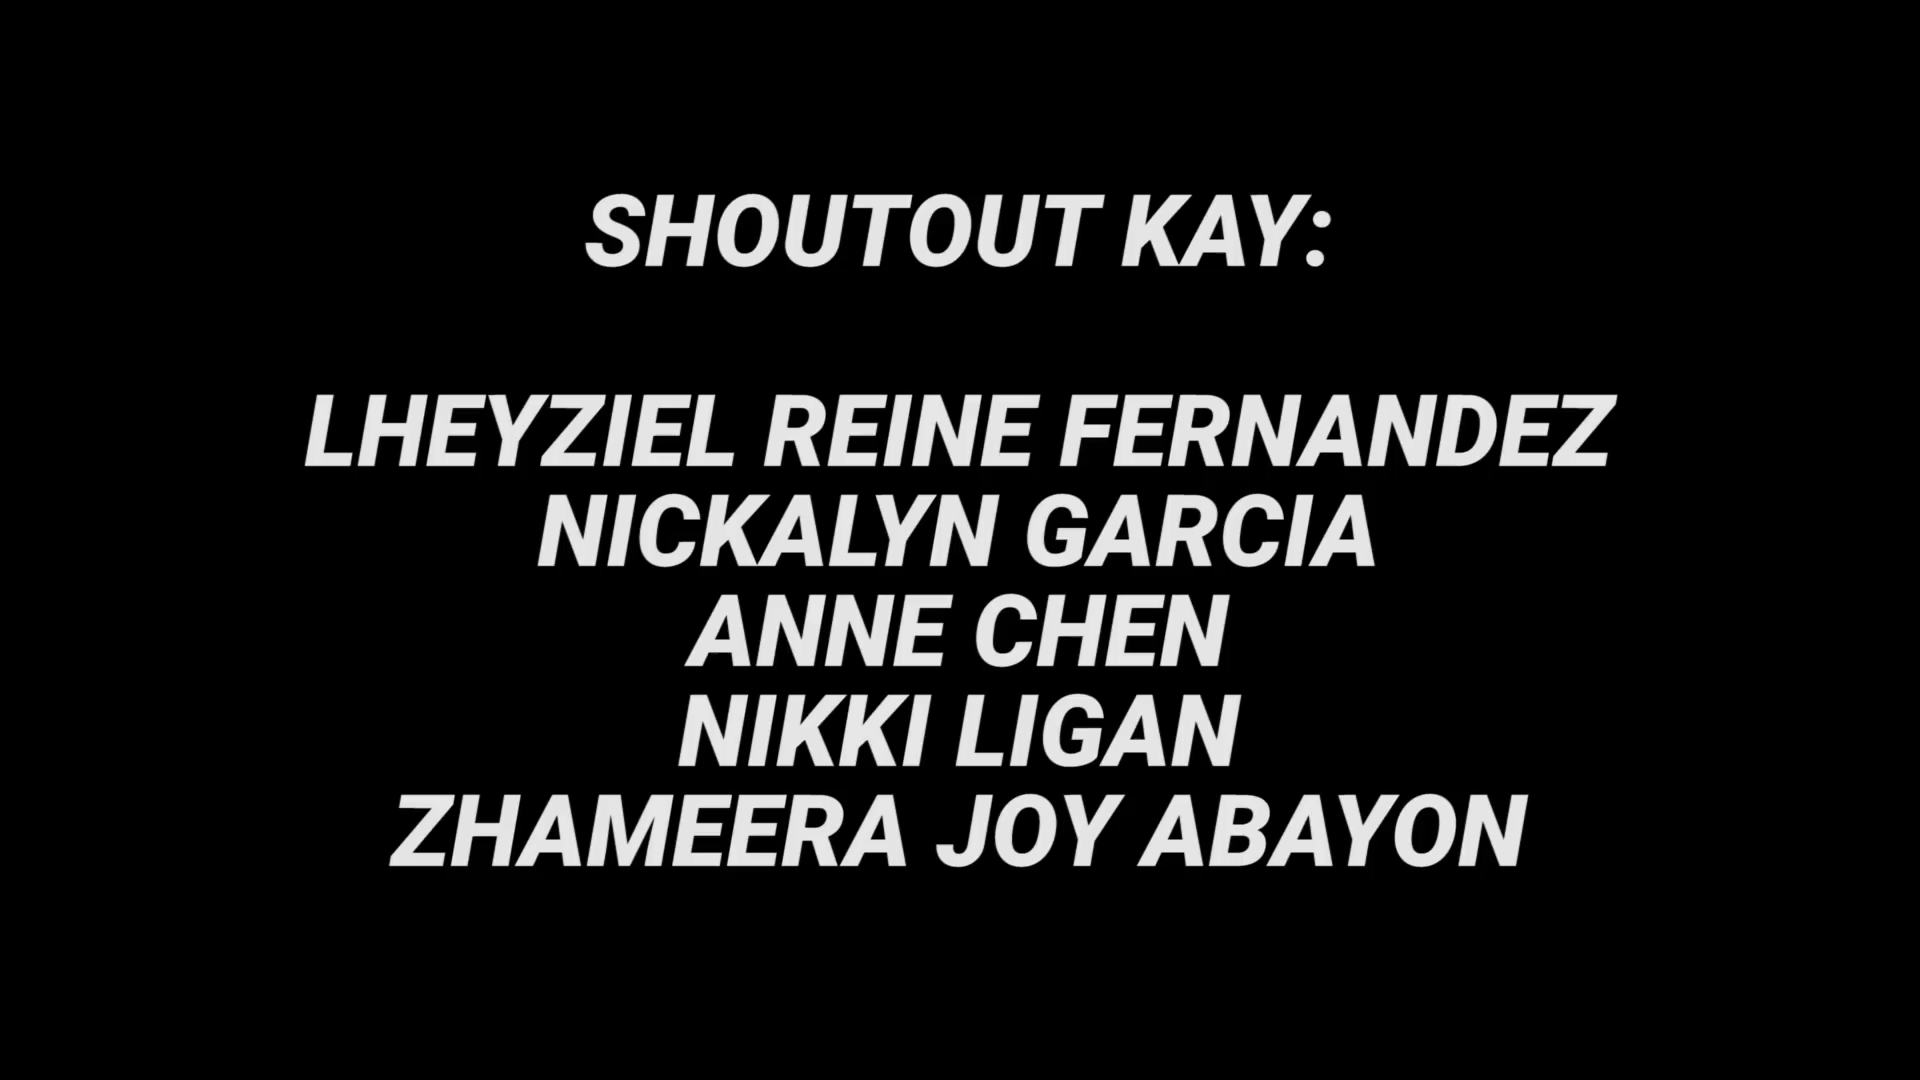 SHOUTOUT KAY:
LHEYZIEL REINE FERNANDEZ
NICKALYN GARCIA
ANNE CHEN
NIKKI LIGAN
ZHAMEERA JOY ABAYON